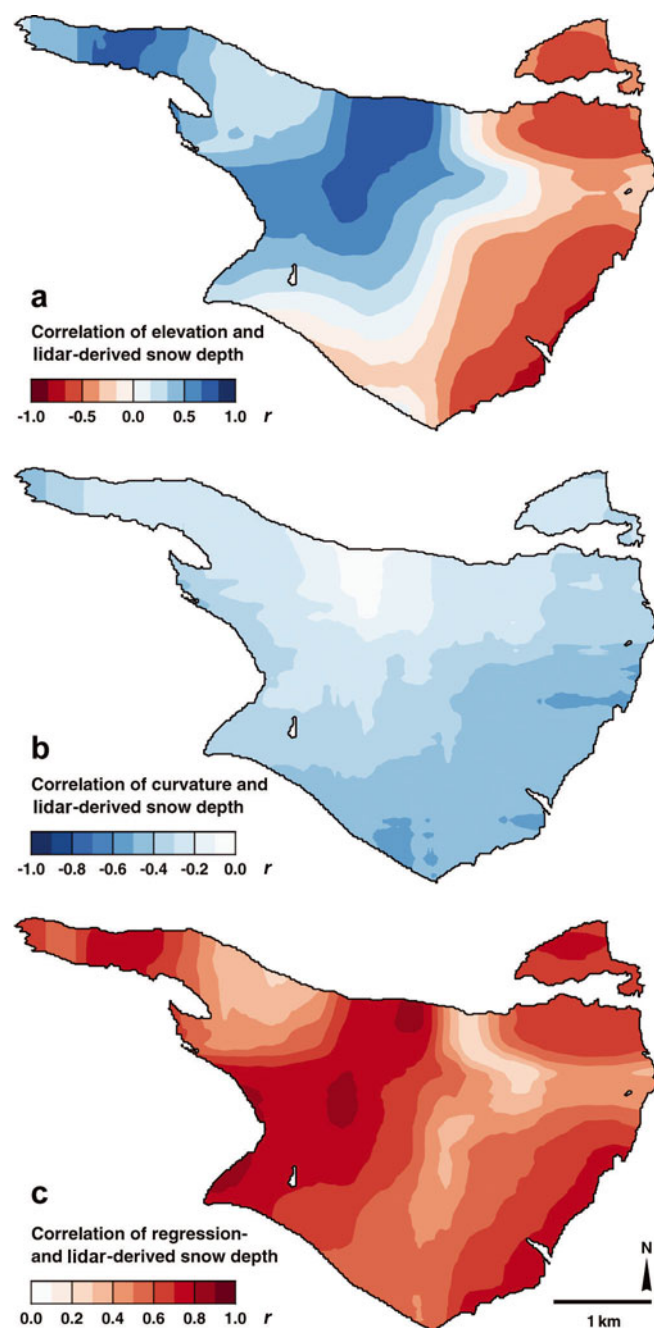 a
Correlation of elevation and
lidar-derived snow depth
-1.0 -0.5 0.0 0.5 1.0 r
b
Correlation of curvature and
lidar-derived snow depth
-1.0 -0.8 -0.6 -0.4 -0.2 0.0 r
c
Correlation of regression-
and lidar-derived snow depth
0.0 0.2 0.4 0.6 0.8 1.0 r
N
1 km